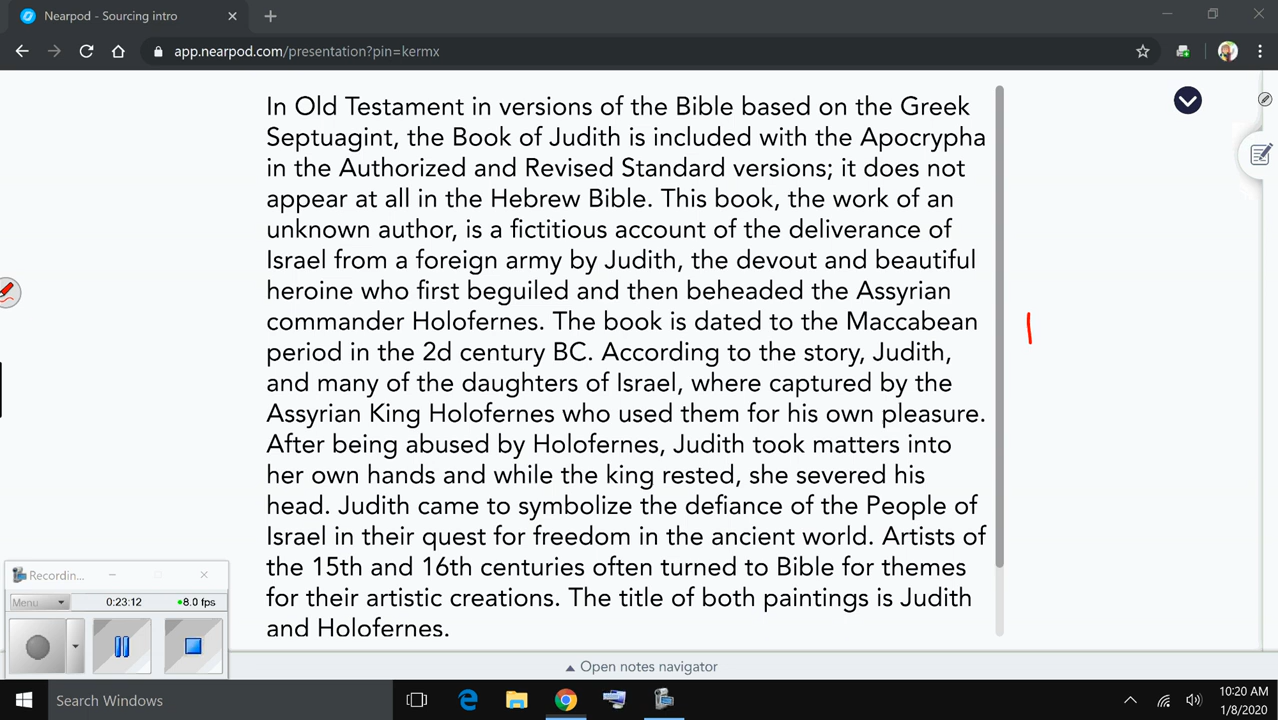 Nearpod - Sourcing intro
app.nearpod.com/presentation?pin=kermx
In Old Testament in versions of the Bible based on the Greek
Septuagint, the Book of Judith is included with the Apocrypha
in the Authorized and Revised Standard versions; it does not
appear at all in the Hebrew Bible. This book, the work of an
unknown author, is a fictitious account of the deliverance of
Israel from a foreign army by Judith, the devout and beautiful
heroine who first beguiled and then beheaded the Assyrian
commander Holofernes. The book is dated to the Maccabean
period in the 2d century BC. According to the story, Judith,
and many of the daughters of Israel, where captured by the
Assyrian King Holofernes who used them for his own pleasure.
After being abused by Holofernes, Judith took matters into
her own hands and while the king rested, she severed his
head. Judith came to symbolize the defiance of the People of
Israel in their quest for freedom in the ancient world. Artists of
the 15th and 16th centuries often turned to Bible for themes
for their artistic creations. The title of both paintings is Judith
and Holofernes.
Recordin...
Menu
0:23:12
8.0 fps
Open notes navigator
Search Windows
10:20 AM
1/8/2020